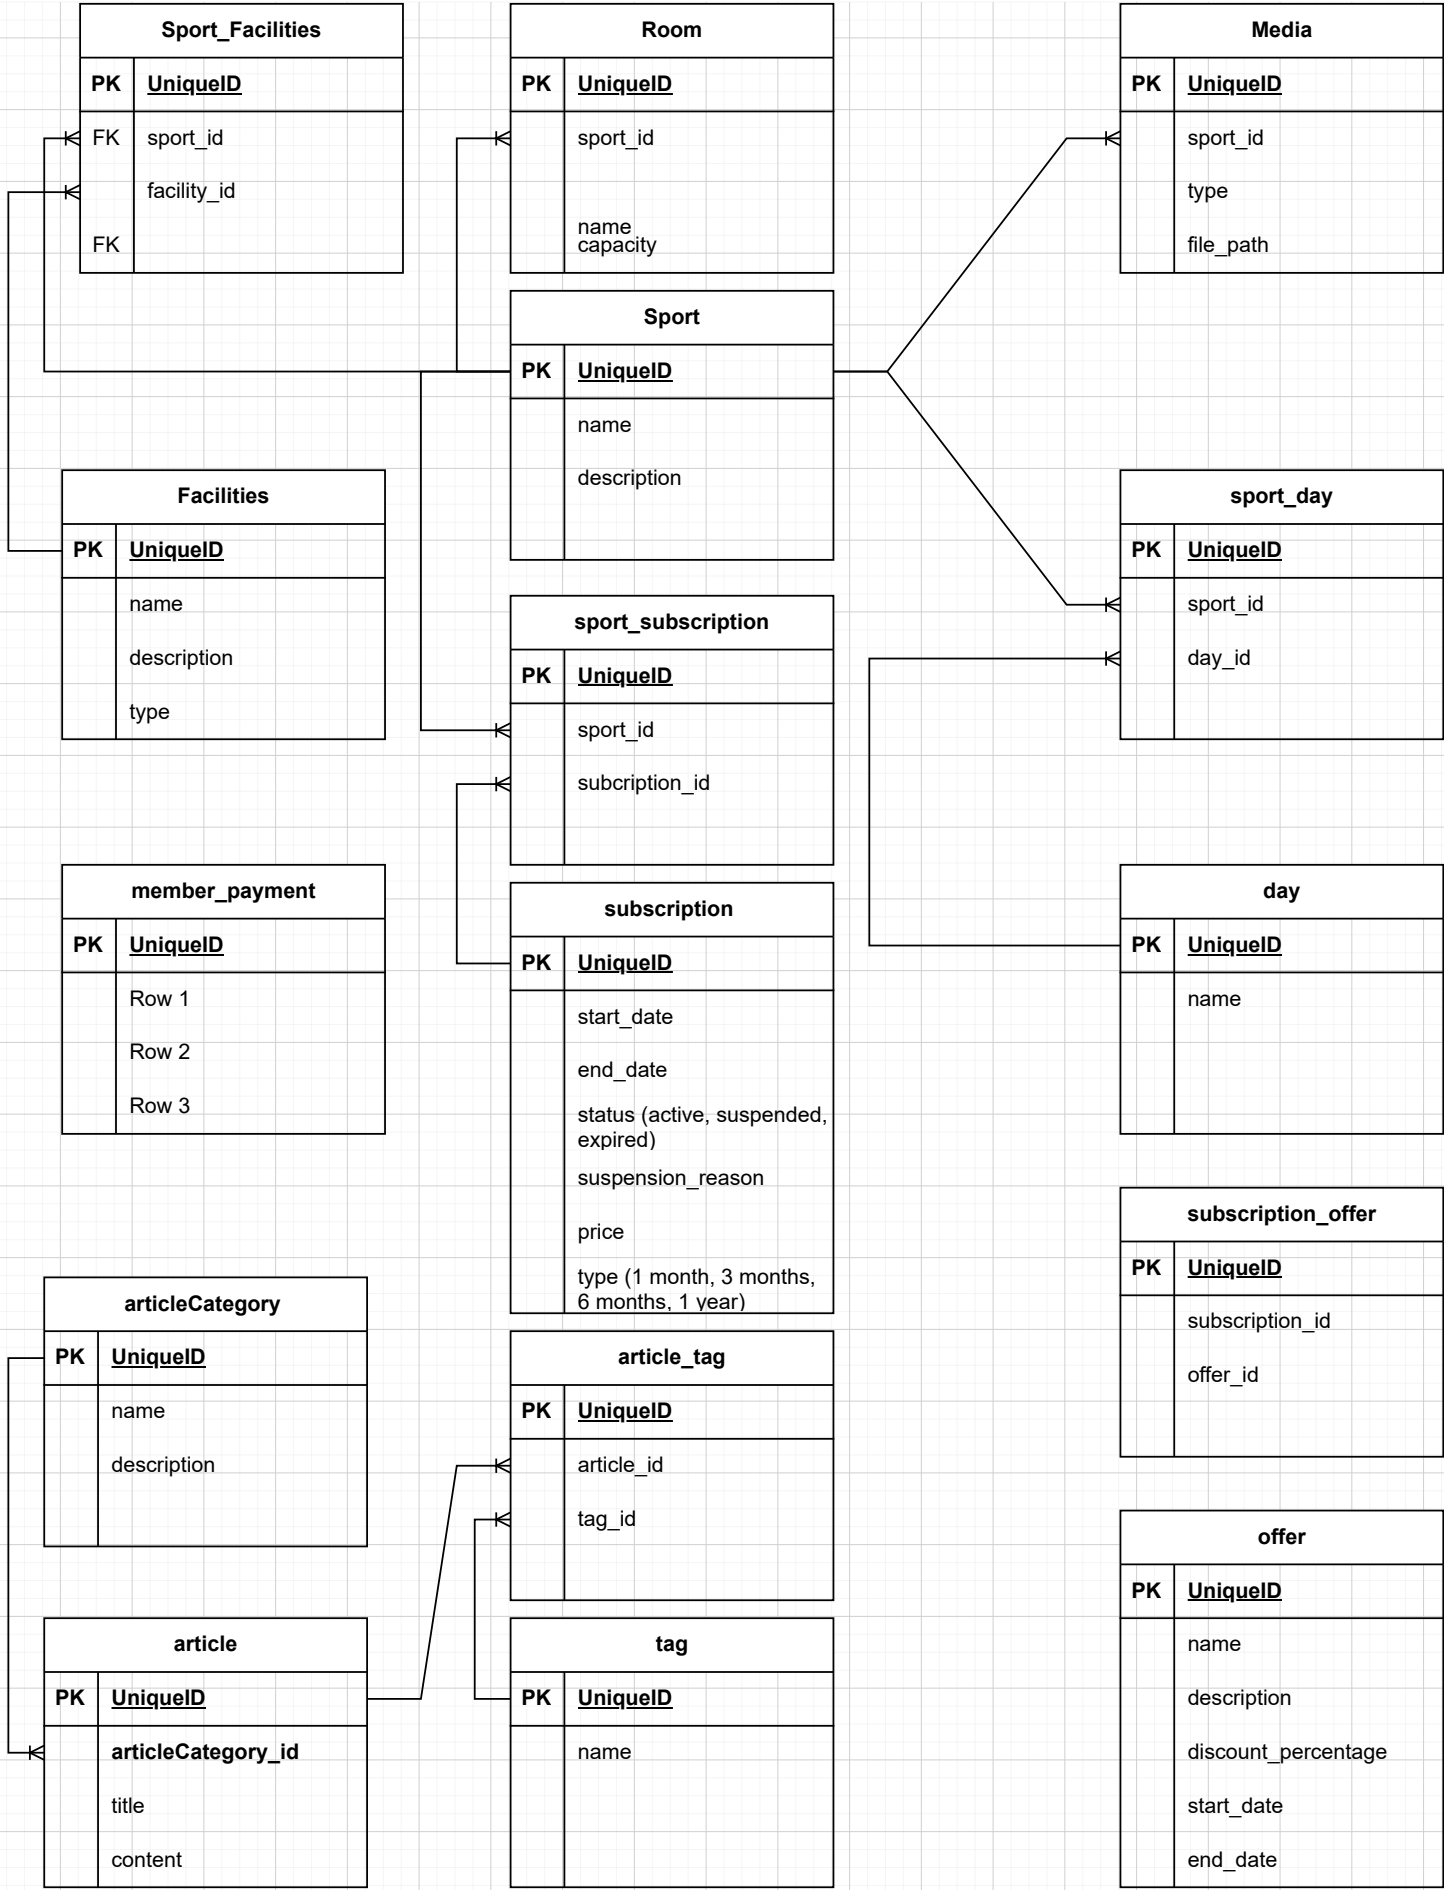 Sport_Facilities
PK UniqueID
FK sport_id
facility_id
FK
Room
PK UniqueID
sport_id
name
capacity
Media
PK UniqueID
sport_id
type
file_path
Sport
PK UniqueID
name
description
Facilities
PK UniqueID
name
description
type
sport_day
PK UniqueID
sport_id
day_id
sport_subscription
PK UniqueID
sport_id
subcription_id
member_payment
PK UniqueID
Row 1
Row 2
Row 3
subscription
PK UniqueID
start_date
end_date
status (active, suspended,
expired)
suspension_reason
price
type (1 month, 3 months,
6 months, 1 year)
day
PK UniqueID
name
subscription_offer
PK UniqueID
subscription_id
offer_id
articleCategory
PK UniqueID
name
description
article_tag
PK UniqueID
article_id
tag_id
offer
PK UniqueID
name
description
discount_percentage
start_date
end_date
article
PK UniqueID
articleCategory_id
title
content
tag
PK UniqueID
name